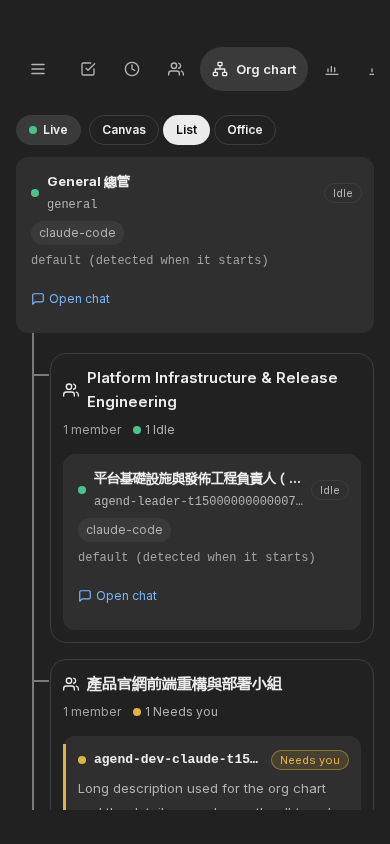 Org chart
Live
Canvas
List
Office
General 總管
general
Idle
claude-code
default (detected when it starts)
Open chat
Platform Infrastructure & Release
Engineering
1 member 1 Idle
平台基礎設施與發佈工程負責人 ( …
agend-leader-t15000000000007…
Idle
claude-code
default (detected when it starts)
Open chat
產品官網前端重構與部署小組
1 member 1 Needs you
agend-dev-claude-t15…
Needs you
Long description used for the org chart